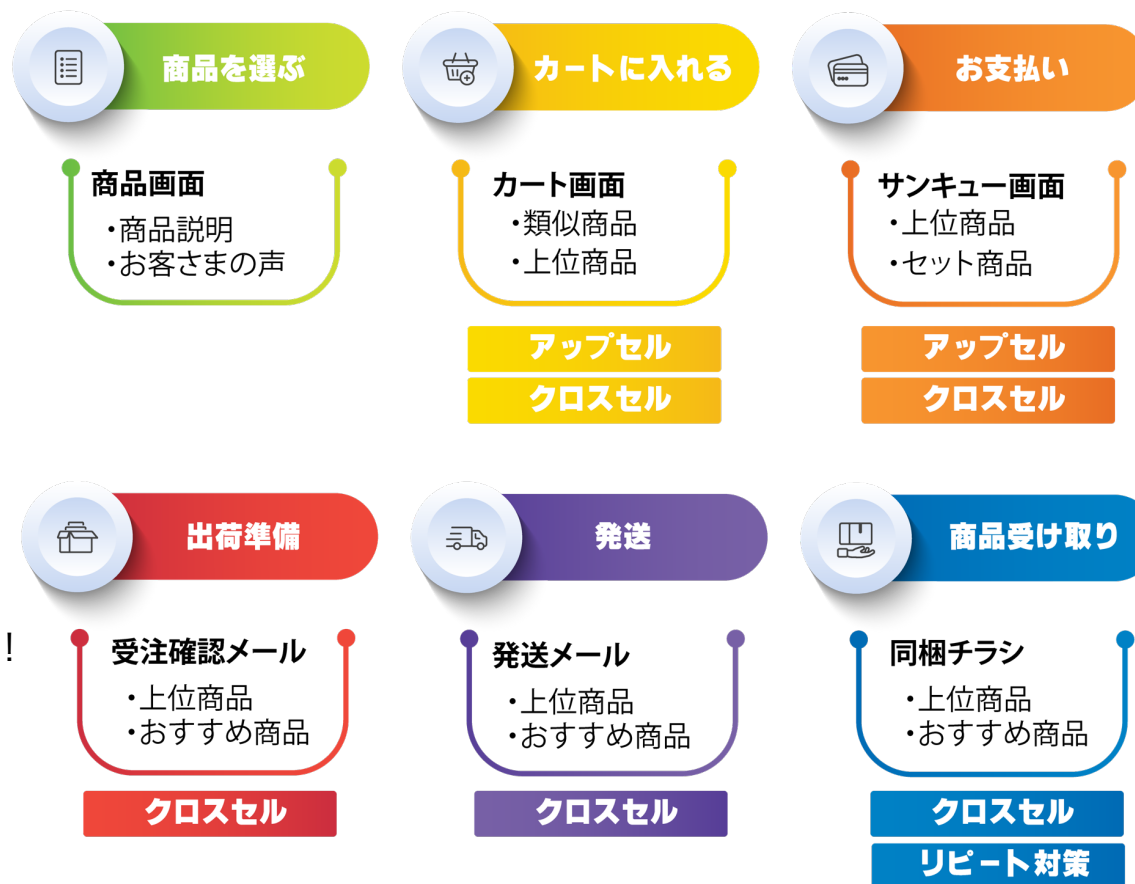 商品を選ぶ
商品画面
・商品説明
・お客さまの声
カートに入れる
カート画面
・類似商品
・上位商品
アップセル
クロスセル
お支払い
サンキュー画面
・上位商品
・セット商品
アップセル
クロスセル
!
出荷準備
受注確認メール
・上位商品
・おすすめ商品
クロスセル
発送
発送メール
・上位商品
・おすすめ商品
クロスセル
商品受け取り
同梱チラシ
・上位商品
・おすすめ商品
クロスセル
リピート対策